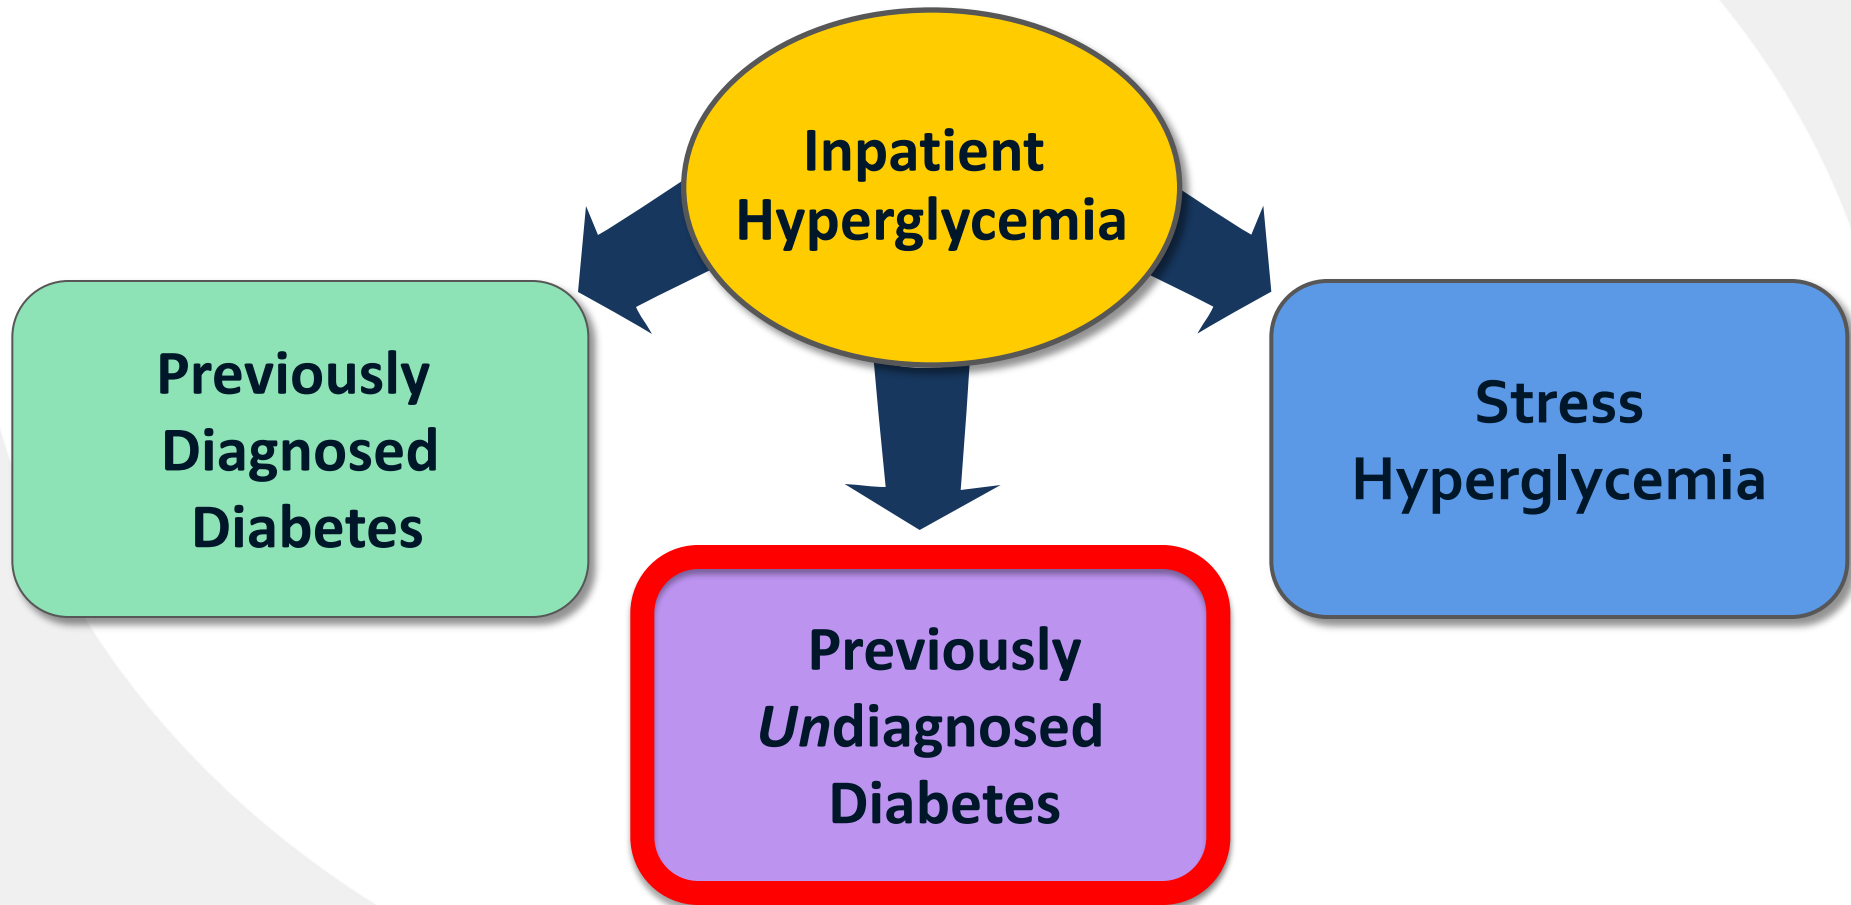 Inpatient
Hyperglycemia
Previously
Diagnosed
Diabetes
Stress
Hyperglycemia
Previously
Undiagnosed
Diabetes